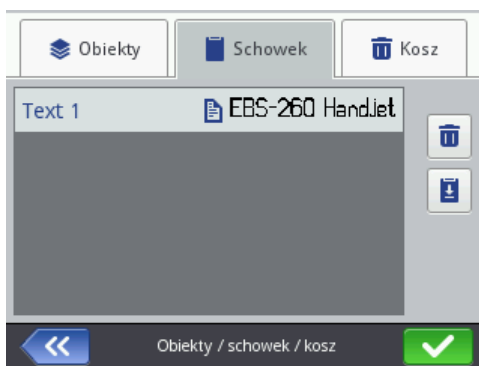 Obiekty Schowek Kosz
Text 1 EBS-260 HandJet
Obiekty / schowek / kosz